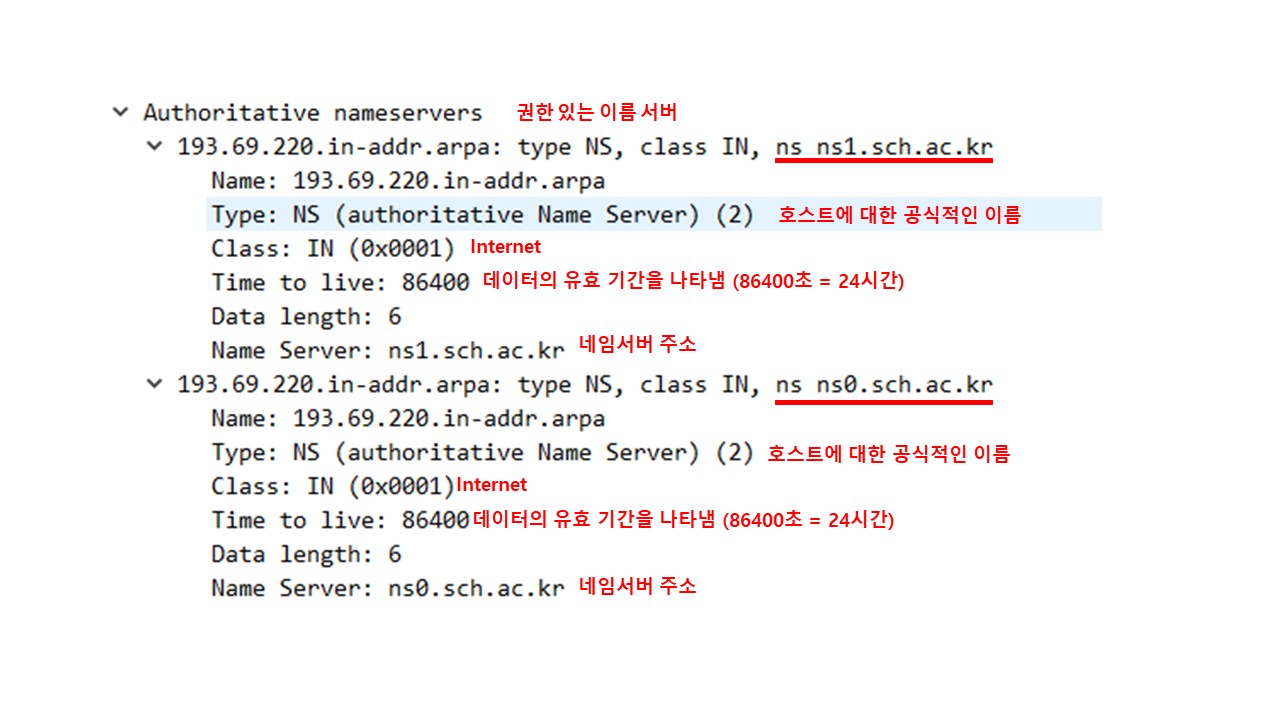 Authoritative nameservers 권한 있는 이름 서버
193.69.220.in-addr.arpa: type NS, class IN, ns ns1.sch.ac.kr
Name: 193.69.220.in-addr.arpa
Type: NS (authoritative Name Server) (2) 호스트에 대한 공식적인 이름
Class: IN (0x0001) Internet
Time to live: 86400 데이터의 유효 기간을 나타냄 (86400초 = 24시간)
Data length: 6
Name Server: ns1.sch.ac.kr 네임서버 주소
193.69.220.in-addr.arpa: type NS, class IN, ns ns0.sch.ac.kr
Name: 193.69.220.in-addr.arpa
Type: NS (authoritative Name Server) (2) 호스트에 대한 공식적인 이름
Class: IN (0x0001) Internet
Time to live: 86400 데이터의 유효 기간을 나타냄 (86400초 = 24시간)
Data length: 6
Name Server: ns0.sch.ac.kr 네임서버 주소